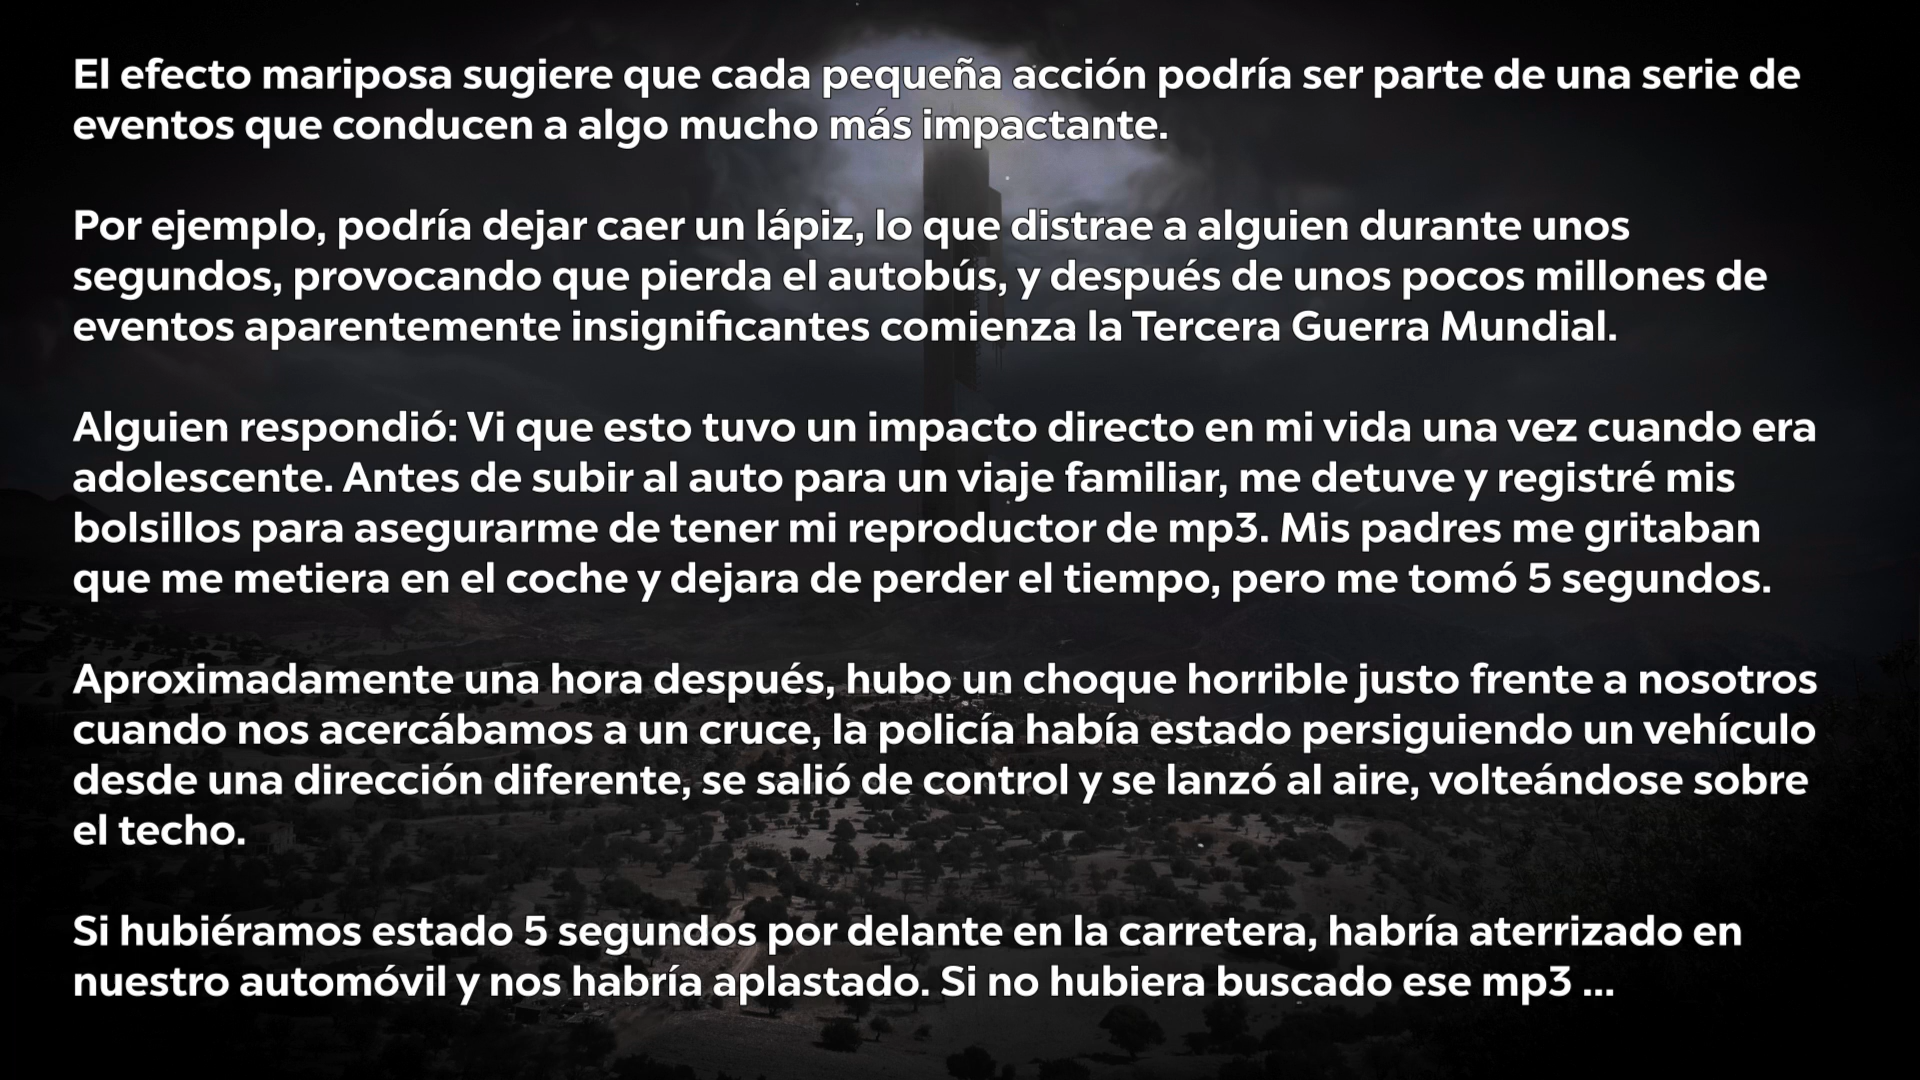 El efecto mariposa sugiere que cada pequeña acción podría ser parte de una serie de
eventos que conducen a algo mucho más impactante.
Por ejemplo, podría dejar caer un lápiz, lo que distrae a alguien durante unos
segundos, provocando que pierda el autobús, y después de unos pocos millones de
eventos aparentemente insignificantes comienza la Tercera Guerra Mundial.
Alguien respondió: Vi que esto tuvo un impacto directo en mi vida una vez cuando era
adolescente. Antes de subir al auto para un viaje familiar, me detuve y registré mis
bolsillos para asegurarme de tener mi reproductor de mp3. Mis padres me gritaban
que me metiera en el coche y dejara de perder el tiempo, pero me tomó 5 segundos.
Aproximadamente una hora después, hubo un choque horrible justo frente a nosotros
cuando nos acercábamos a un cruce, la policía había estado persiguiendo un vehículo
desde una dirección diferente, se salió de control y se lanzó al aire, volteándose sobre
el techo.
Si hubiéramos estado 5 segundos por delante en la carretera, habría aterrizado en
nuestro automóvil y nos habría aplastado. Si no hubiera buscado ese mp3 ...